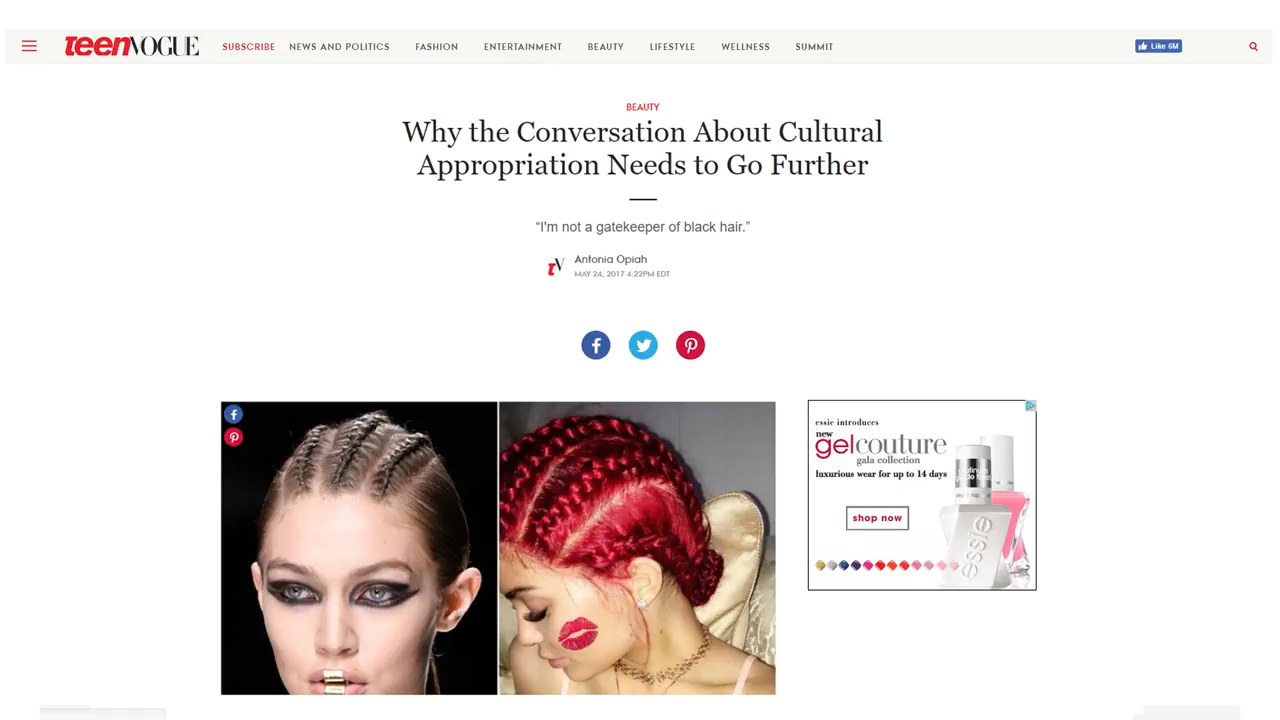 teenVOGUE
SUBSCRIBE NEWS AND POLITICS FASHION ENTERTAINMENT BEAUTY LIFESTYLE WELLNESS SUMMIT
Like 6M
BEAUTY
Why the Conversation About Cultural
Appropriation Needs to Go Further
“I'm not a gatekeeper of black hair.”
tV
Antonia Opiah
MAY 24, 2017 4:22PM EDT
essie introduces
new
gelcouture
gala collection
luxurious wear for up to 14 days
shop now
essie